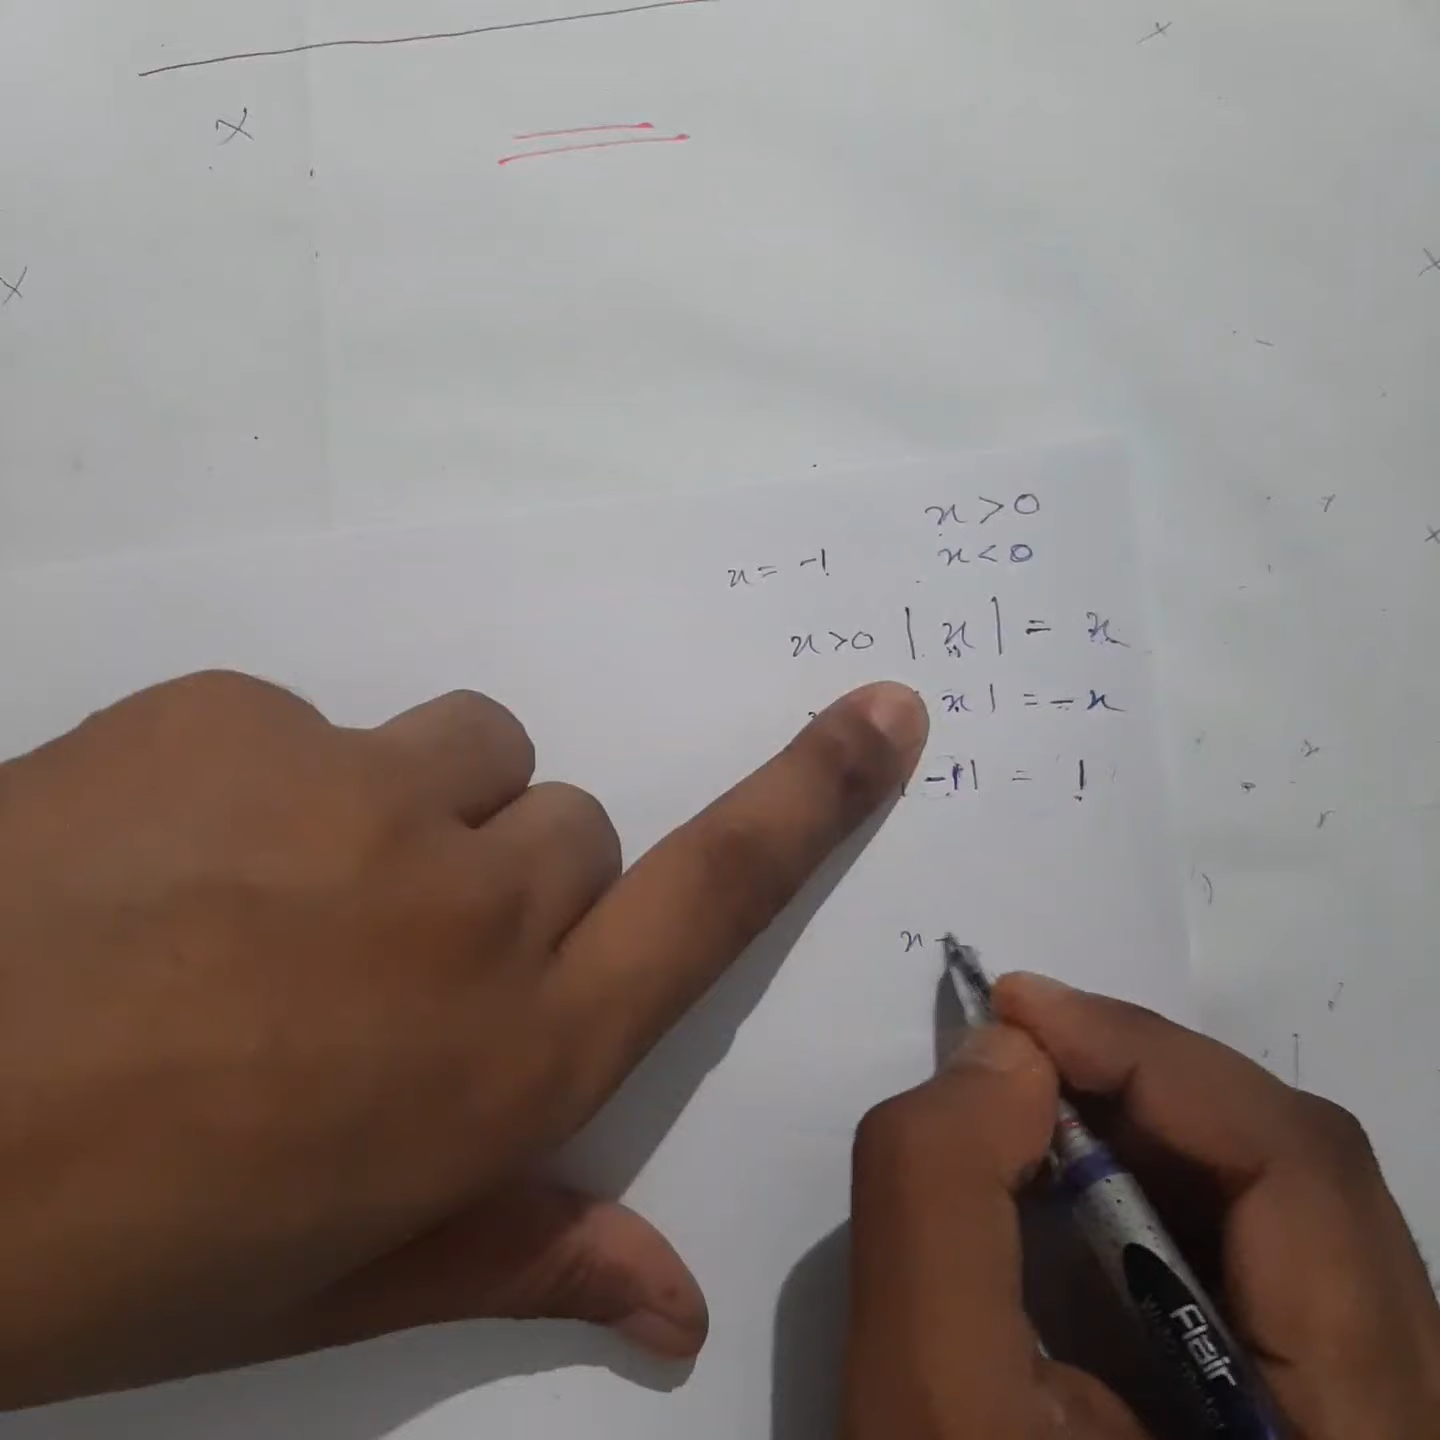 x > 0
x = -1 x < 0
x > 0 |x| = x
x| = -x
-1| = 1
x -
Flair